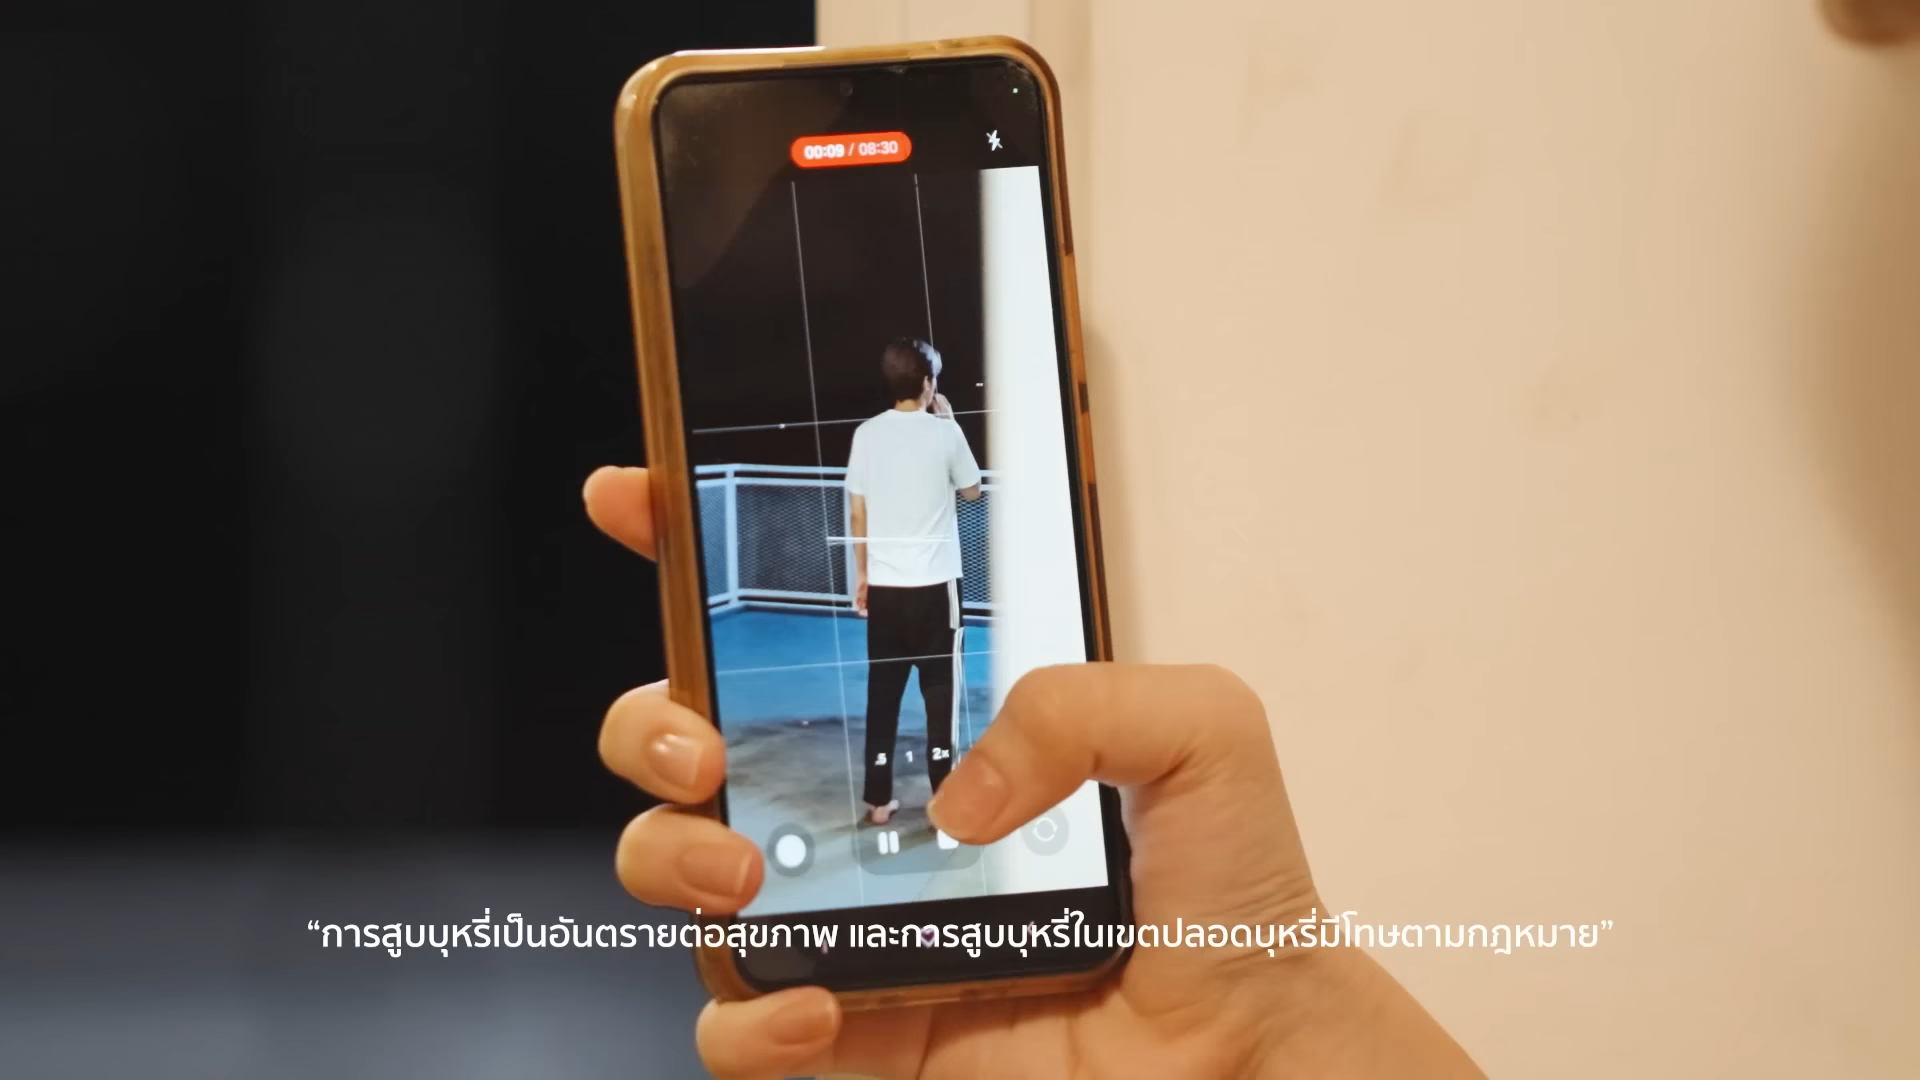 00:09 / 08:30
.5 1 2x
“การสูบบุหรี่เป็นอันตรายต่อสุขภาพ และการสูบบุหรี่ในเขตปลอดบุหรี่มีโทษตามกฎหมาย”